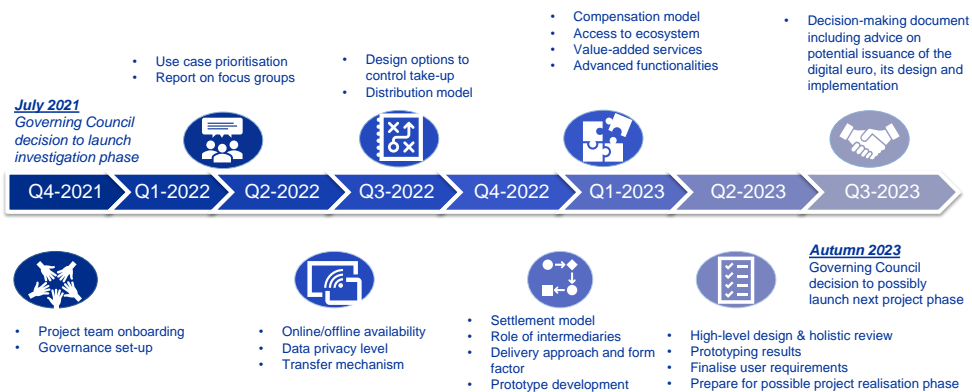 • Compensation model
• Access to ecosystem
• Value-added services
• Advanced functionalities
• Decision-making document
including advice on
potential issuance of the
digital euro, its design and
implementation
• Use case prioritisation
• Report on focus groups
• Design options to
control take-up
• Distribution model
July 2021
Governing Council
decision to launch
investigation phase
Q4-2021
Q1-2022
Q2-2022
Q3-2022
Q4-2022
Q1-2023
Q2-2023
Q3-2023
Autumn 2023
Governing Council
decision to possibly
launch next project phase
• Project team onboarding
• Governance set-up
• Online/offline availability
• Data privacy level
• Transfer mechanism
• Settlement model
• Role of intermediaries
• Delivery approach and form
factor
• Prototype development
• High-level design & holistic review
• Prototyping results
• Finalise user requirements
• Prepare for possible project realisation phase